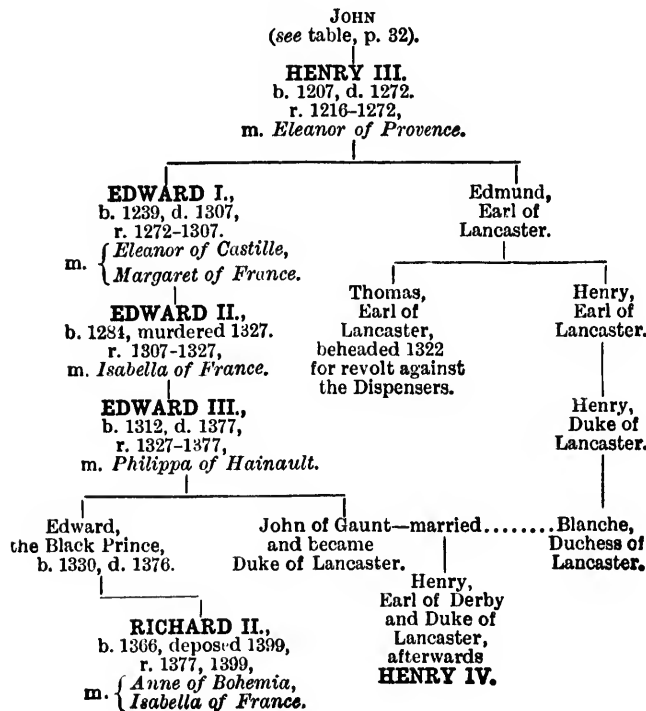 JOHN
(see table, p. 32).
HENRY III.
b. 1207, d. 1272.
r. 1216–1272,
m. Eleanor of Provence.
EDWARD I.,
b. 1239, d. 1307,
r. 1272-1307.
m. { Eleanor of Castille,
Margaret of France.
Edmund,
Earl of
Lancaster.
EDWARD II.,
b. 1284, murdered 1327.
r. 1307-1327,
m. Isabella of France.
Thomas,
Earl of
Lancaster,
beheaded 1322
for revolt against
the Dispensers.
Henry,
Earl of
Lancaster.
EDWARD III.,
b. 1312, d. 1377,
r. 1327–1377,
m. Philippa of Hainault.
Henry,
Duke of
Lancaster.
Edward,
the Black Prince,
b. 1330, d. 1376.
John of Gaunt—married........Blanche,
and became
Duke of Lancaster.
Duchess of
Lancaster.
RICHARD II.,
b. 1366, deposed 1399,
r. 1377, 1399,
m. { Anne of Bohemia,
Isabella of France.
Henry,
Earl of Derby
and Duke of
Lancaster,
afterwards
HENRY IV.